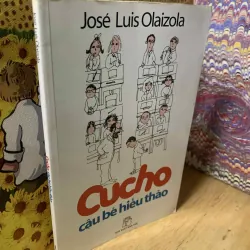 José Luis Olaizola
Cucho
cậu bé hiếu thảo